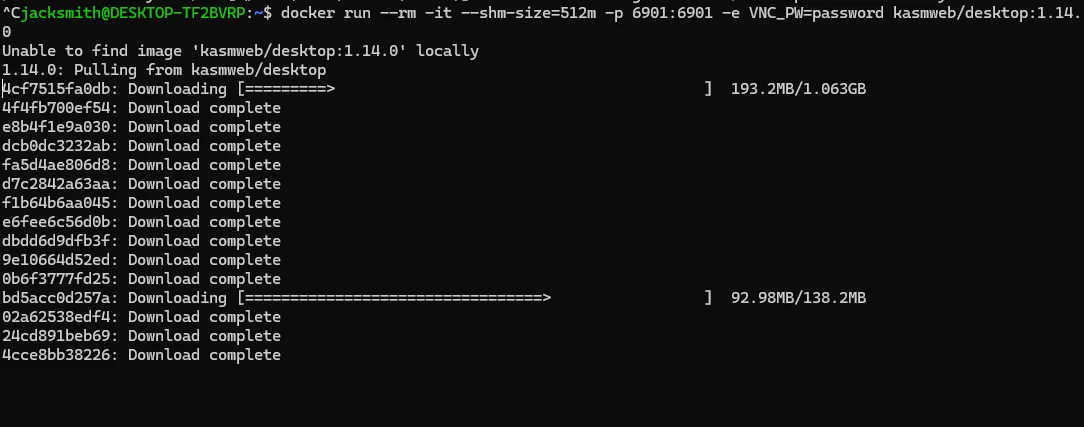 ^Cjacksmith@DESKTOP-TF2BVRP:~$ docker run --rm -it --shm-size=512m -p 6901:6901 -e VNC_PW=password kasmweb/desktop:1.14.
0
Unable to find image 'kasmweb/desktop:1.14.0' locally
1.14.0: Pulling from kasmweb/desktop
4cf7515fa0db: Downloading [=========>                                         ]  193.2MB/1.063GB
4f4fb700ef54: Download complete
e8b4f1e9a030: Download complete
dcb0dc3232ab: Download complete
fa5d4ae806d8: Download complete
d7c2842a63aa: Download complete
f1b64b6aa045: Download complete
e6fee6c56d0b: Download complete
dbdd6d9dfb3f: Download complete
9e10664d52ed: Download complete
0b6f3777fd25: Download complete
bd5acc0d257a: Downloading [=================================>                 ]  92.98MB/138.2MB
02a62538edf4: Download complete
24cd891beb69: Download complete
4cce8bb38226: Download complete